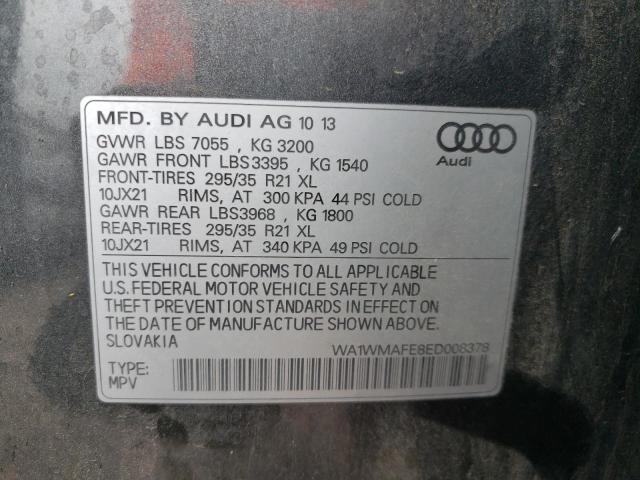 MFD. BY AUDI AG 10 13
GVWR LBS 7055 , KG 3200
GAWR FRONT LBS3395 , KG 1540
FRONT-TIRES 295/35 R21 XL
10JX21 RIMS, AT 300 KPA 44 PSI COLD
GAWR REAR LBS3968 , KG 1800
REAR-TIRES 295/35 R21 XL
10JX21 RIMS, AT 340 KPA 49 PSI COLD
Audi
THIS VEHICLE CONFORMS TO ALL APPLICABLE
U.S. FEDERAL MOTOR VEHICLE SAFETY AND
THEFT PREVENTION STANDARDS IN EFFECT ON
THE DATE OF MANUFACTURE SHOWN ABOVE.
SLOVAKIA
WA1WMAFE8ED008378
TYPE:
MPV